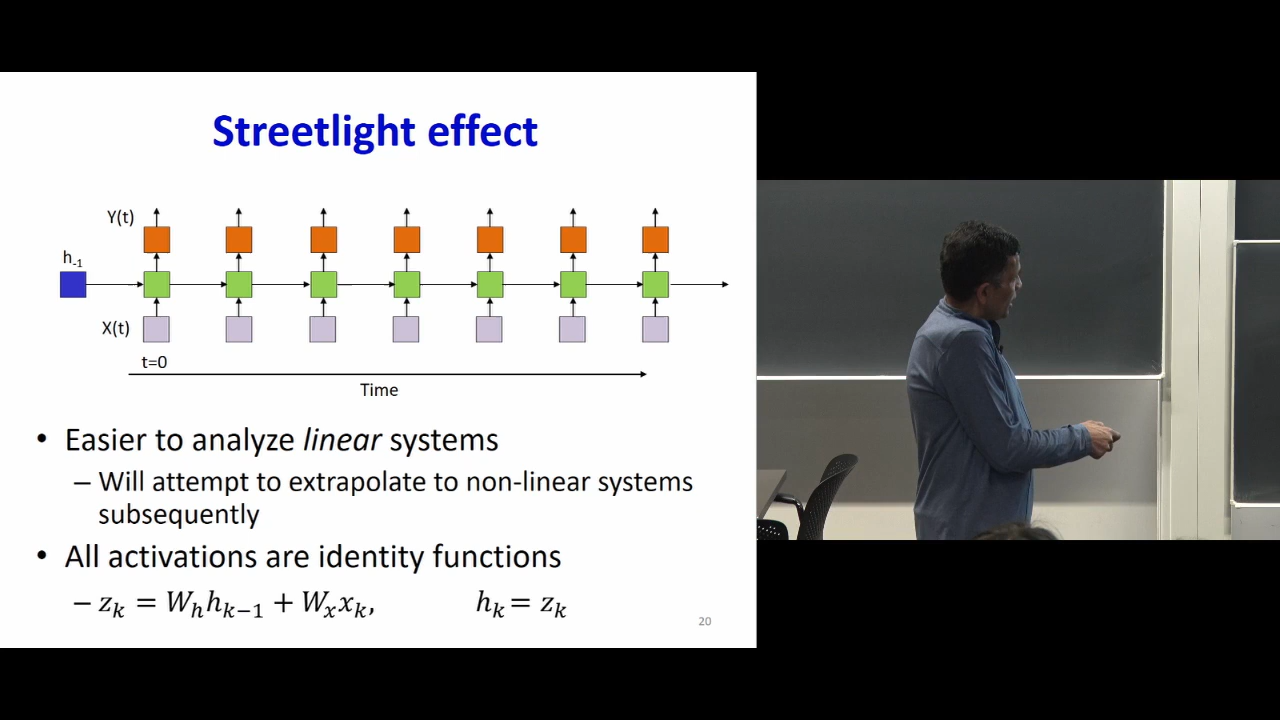 Streetlight effect
Y(t)
h-1
X(t)
t=0
Time
• Easier to analyze linear systems
– Will attempt to extrapolate to non-linear systems
subsequently
• All activations are identity functions
– z_k = W_h h_{k−1} + W_x x_k, h_k = z_k
20